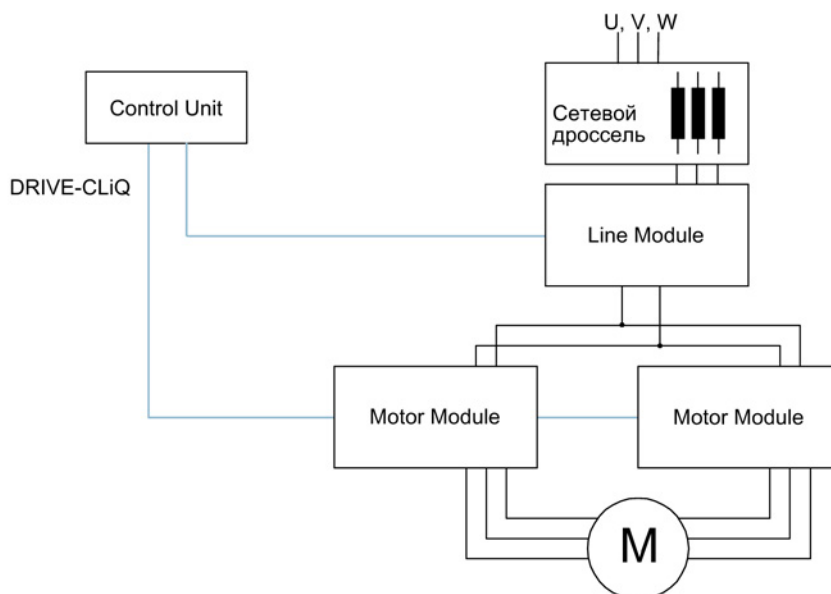 U, V, W
Control Unit
Сетевой
дроссель
DRIVE-CLiQ
Line Module
Motor Module
Motor Module
M